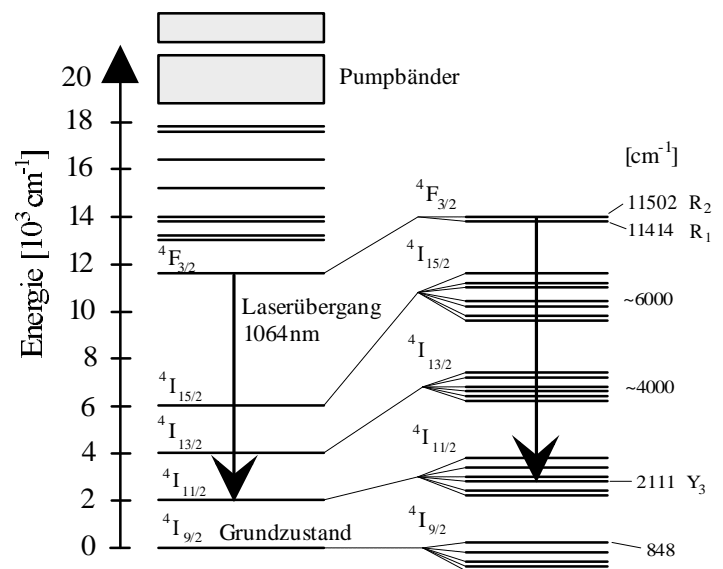 Energie [10³ cm⁻¹]
20
18
16
14
12
10
8
6
4
2
0
Pumpbänder
⁴F₃/₂
Laserübergang
1064nm
⁴I₁₅/₂
⁴I₁₃/₂
⁴I₁₁/₂
⁴I₉/₂
Grundzustand
[cm⁻¹]
⁴F₃/₂
11502 R₂
11414 R₁
⁴I₁₅/₂
~6000
⁴I₁₃/₂
~4000
⁴I₁₁/₂
2111 Y₃
⁴I₉/₂
848